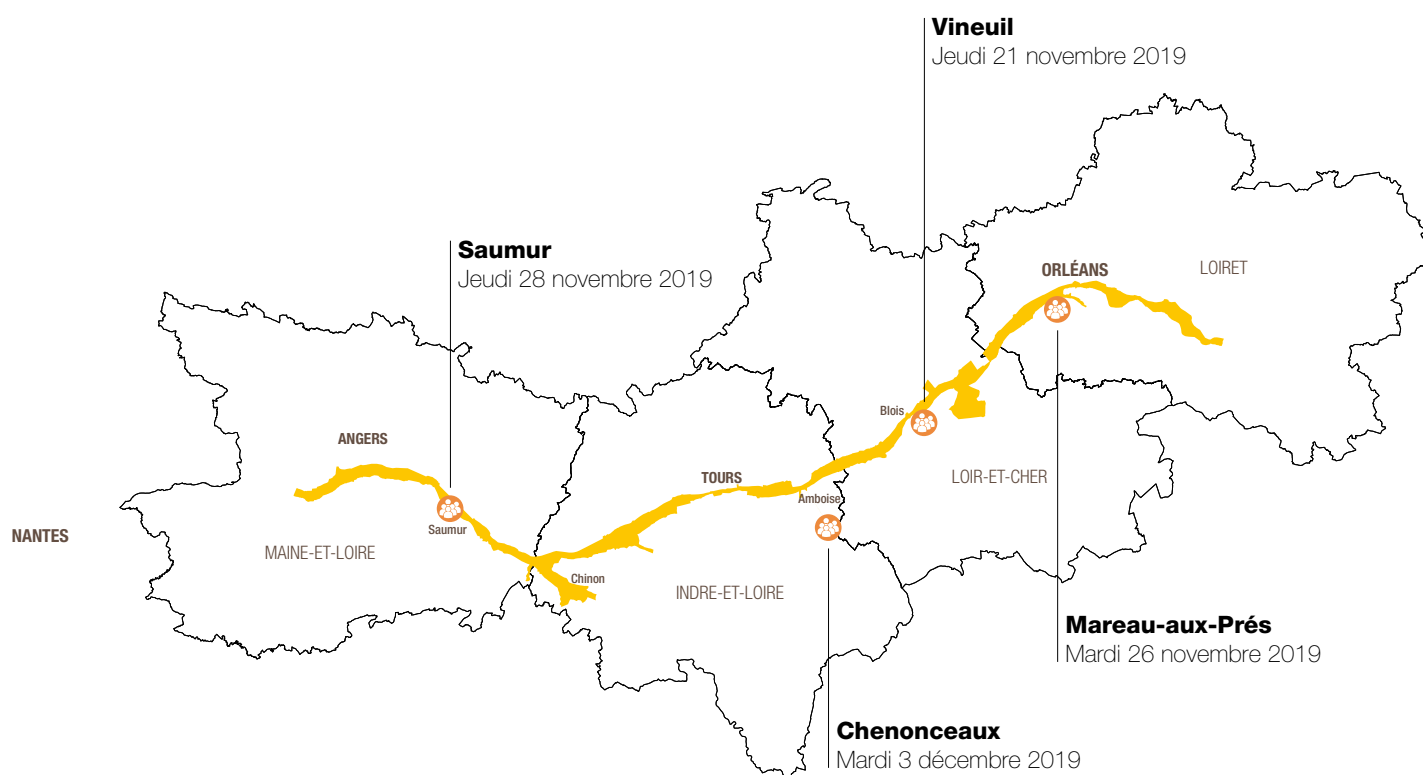 Vineuil
Jeudi 21 novembre 2019
Saumur
Jeudi 28 novembre 2019
ORLÉANS
LOIRET
Blois
ANGERS
TOURS
LOIR-ET-CHER
Amboise
Saumur
NANTES
MAINE-ET-LOIRE
Chinon
INDRE-ET-LOIRE
Mareau-aux-Prés
Mardi 26 novembre 2019
Chenonceaux
Mardi 3 décembre 2019